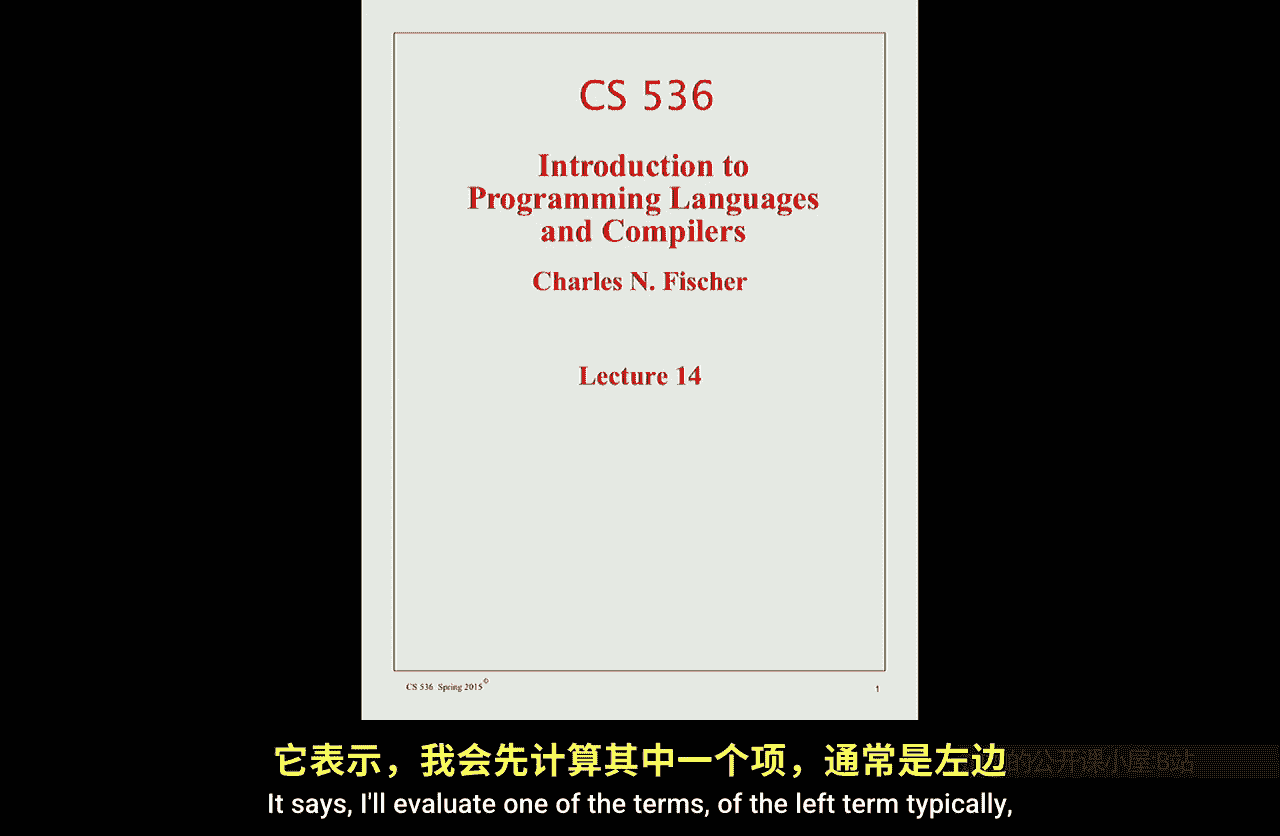 CS 536
Introduction to
Programming Languages
and Compilers
Charles N. Fischer
Lecture 14
CS 536 Spring 2015©
1
它表示，我会先计算其中一个项，通常是左边
的公开课小屋:B站
It says, I'll evaluate one of the terms, of the left term typically,